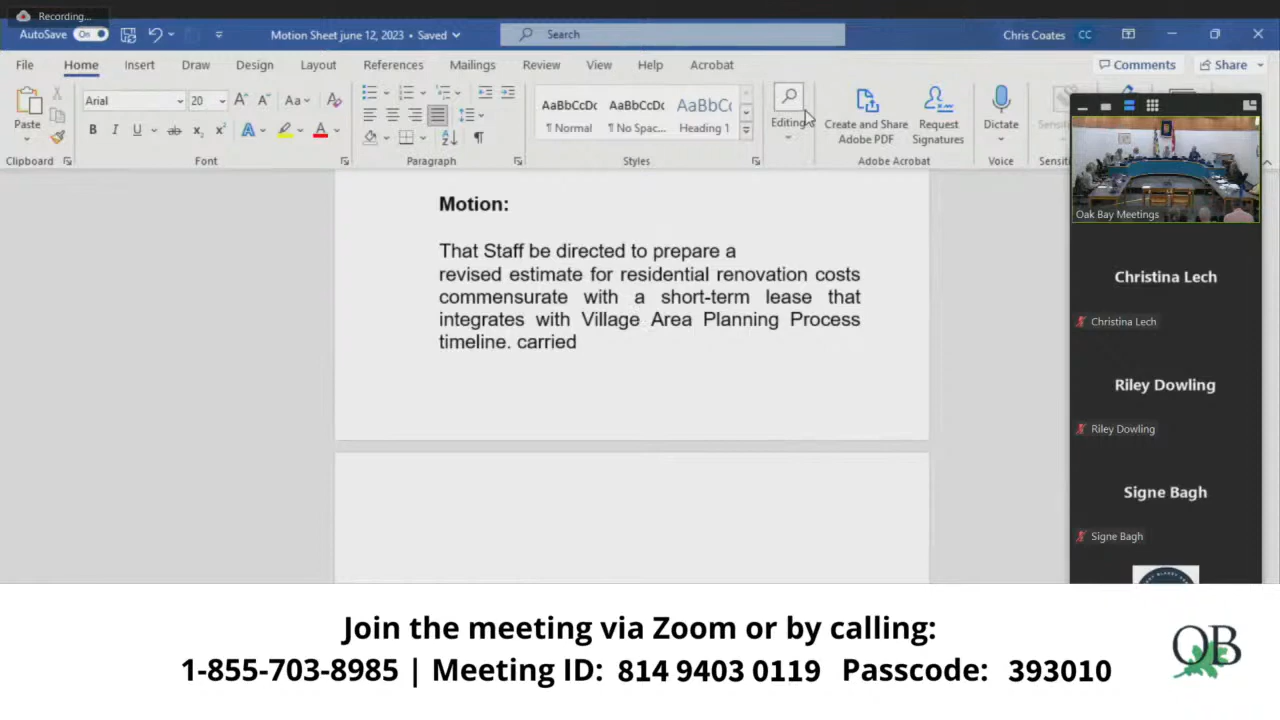 Recording...
AutoSave On Motion Sheet june 12, 2023 • Saved Search Chris Coates CC
File Home Insert Draw Design Layout References Mailings Review View Help Acrobat Comments Share
Paste
Arial 20 Aa
B I U ab x₂ x² A A
AaBbCcDc AaBbCcDc AaBbC
¶ Normal ¶ No Spac... Heading 1
Editing
Create and Share
Adobe PDF
Request
Signatures
Dictate
Sensiti
Clipboard Font Paragraph Styles Adobe Acrobat Voice Sensiti
Motion:
That Staff be directed to prepare a
revised estimate for residential renovation costs
commensurate with a short-term lease that
integrates with Village Area Planning Process
timeline. carried
Oak Bay Meetings
Christina Lech
Christina Lech
Riley Dowling
Riley Dowling
Signe Bagh
Signe Bagh
Join the meeting via Zoom or by calling:
1-855-703-8985 | Meeting ID: 814 9403 0119 Passcode: 393010
OB